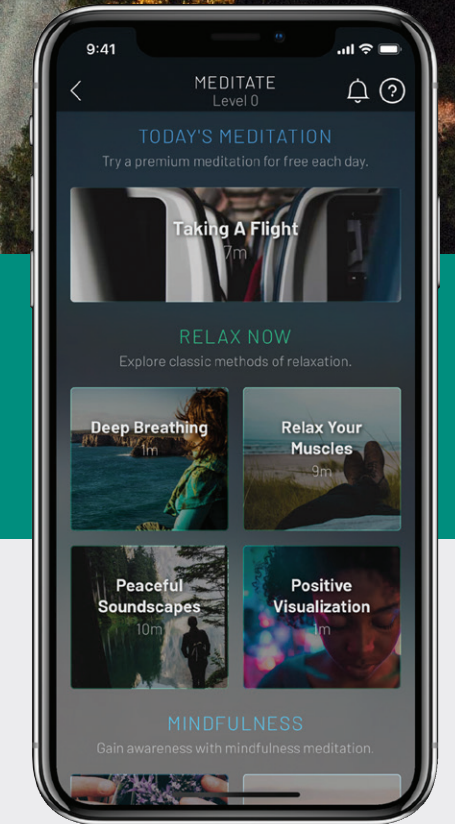 9:41
MEDITATE
Level 0
?
TODAY'S MEDITATION
Try a premium meditation for free each day.
Taking A Flight
7m
RELAX NOW
Explore classic methods of relaxation.
Deep Breathing
1m
Relax Your
Muscles
9m
Peaceful
Soundscapes
10m
Positive
Visualization
1m
MINDFULNESS
Gain awareness with mindfulness meditation.